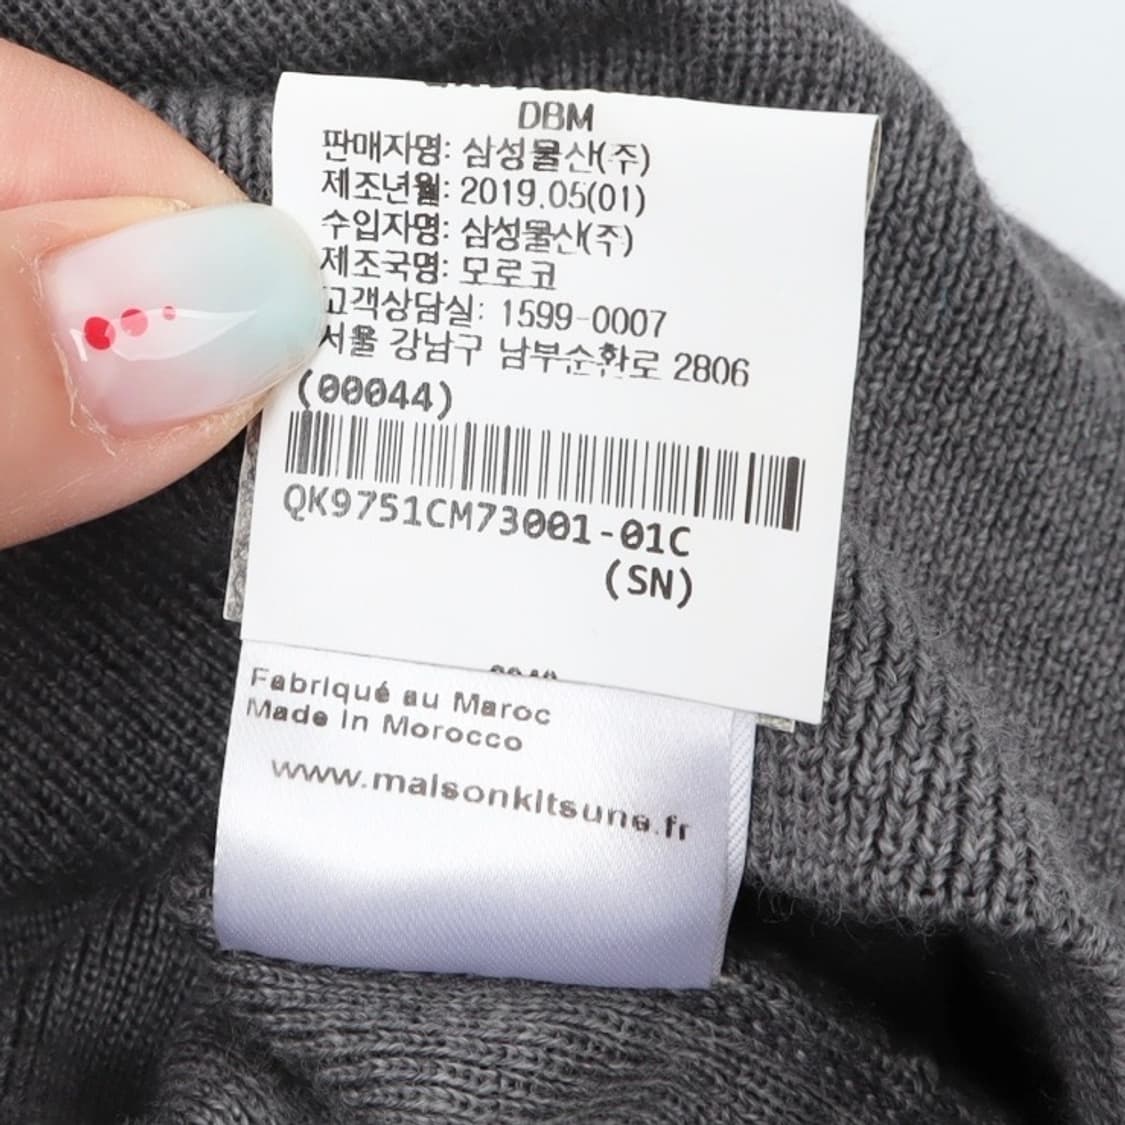 DBM
판매자명: 삼성물산(주)
제조년월: 2019.05(01)
수입자명: 삼성물산(주)
제조국명: 모로코
고객상담실: 1599-0007
서울 강남구 남부순환로 2806
(00044)
QK9751CM73001-01C
(SN)
Fabriqué au Maroc
Made In Morocco
www.maisonkitsune.fr